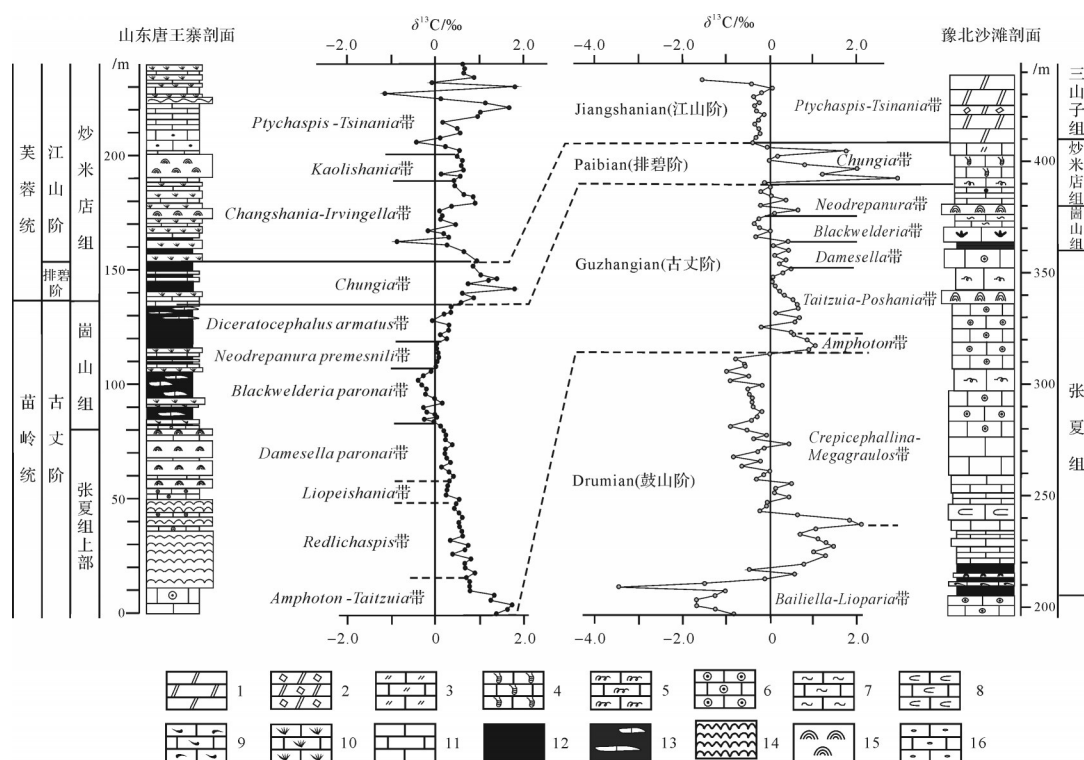 山东唐王寨剖面
δ¹³C/‰
δ¹³C/‰
豫北沙滩剖面
-2.0 0 2.0
-2.0 0 2.0
/m
/m
芙蓉统
苗岭统
江山阶
排碧阶
古丈阶
炒米店组
崮山组
张夏组上部
200
150
100
50
0
Ptychaspis-Tsinania带
Kaolishania带
Changshania-Irvingella带
Chungia带
Diceratocephalus armatus带
Neodrepanura premesnili带
Blackwelderia paronai带
Damesella paronai带
Liopeishania带
Redlichaspis带
Amphoton-Taitzuia带
Jiangshanian(江山阶)
Paibian(排碧阶)
Guzhangian(古丈阶)
Drumian(鼓山阶)
Ptychaspis-Tsinania带
Chungia带
Neodrepanura带
Blackwelderia带
Damesella带
Taitzuia-Poshania带
Amphoton带
Crepicephallina-
Megagraulos带
Bailiella-Lioparia带
400
350
300
250
200
三山子组
炒米店组
崮山组
张夏组
-2.0 0 2.0
-4.0 -2.0 0 2.0
1 2 3 4 5 6 7 8
9 10 11 12 13 14 15 16